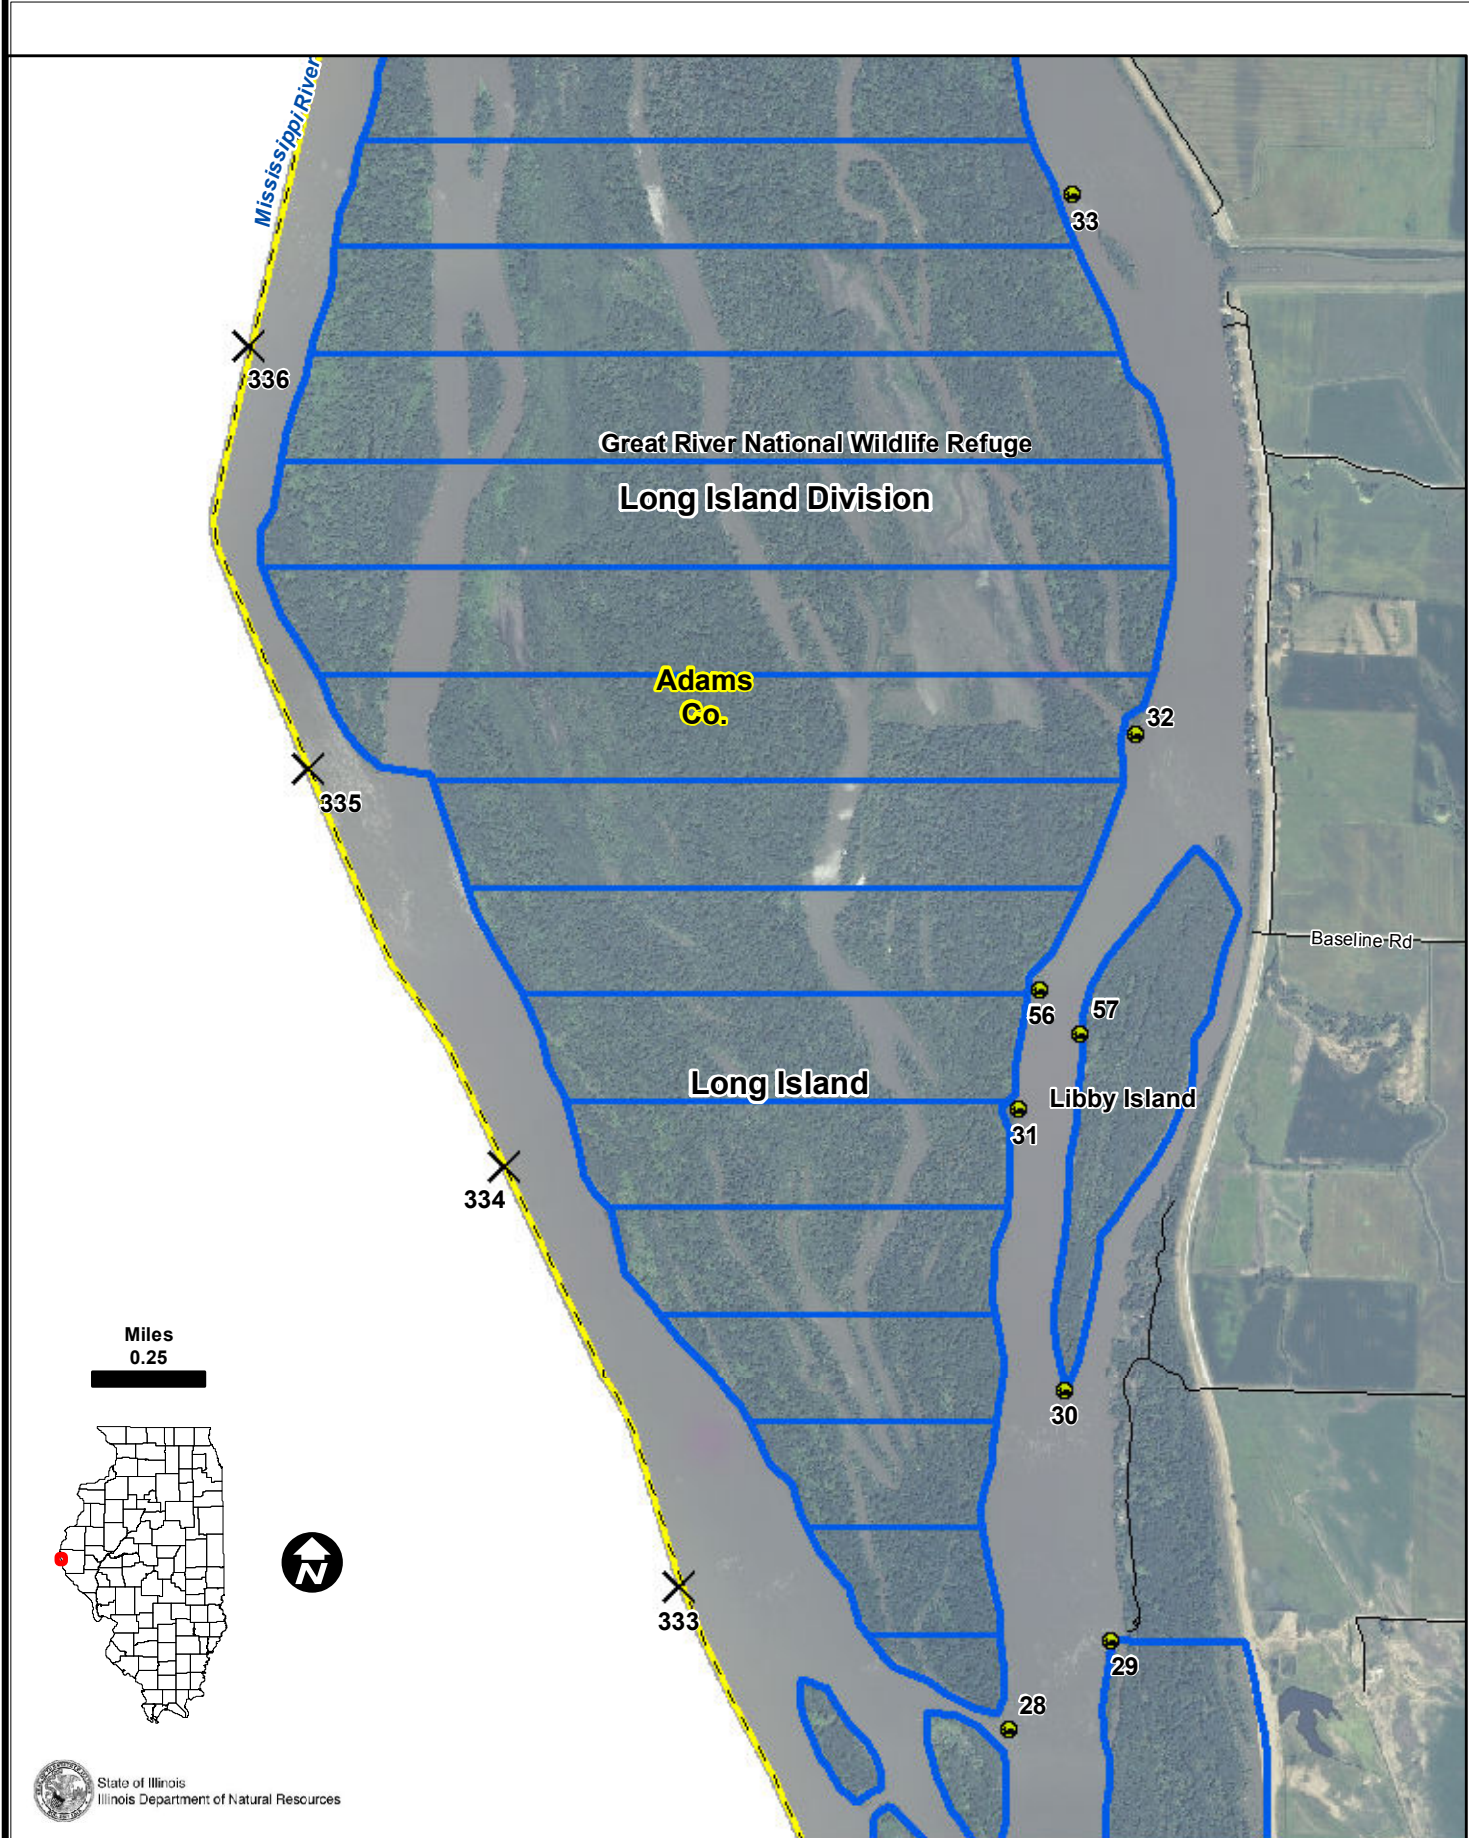 Mississippi River
33
336
Great River National Wildlife Refuge
Long Island Division
Adams
Co.
32
335
Baseline Rd
56
57
Long Island
Libby Island
31
334
Miles
0.25
30
N
333
29
28
State of Illinois
Illinois Department of Natural Resources